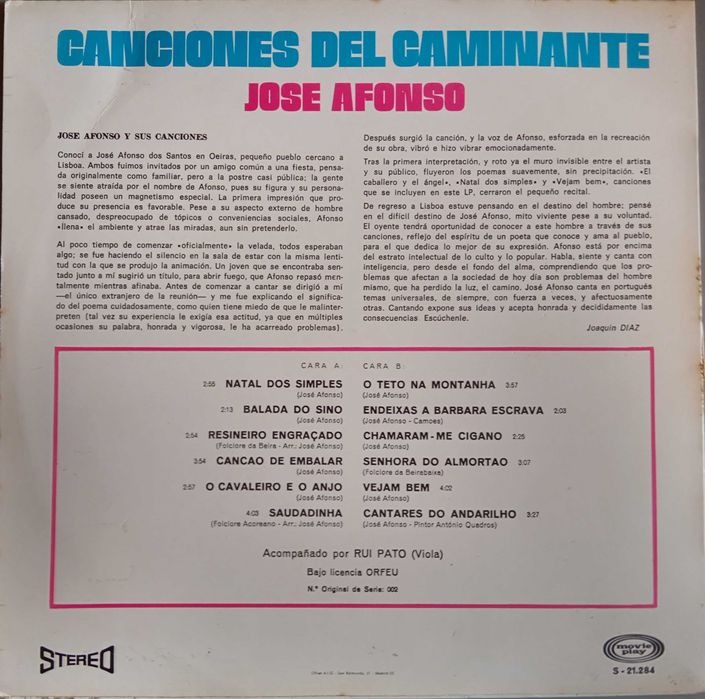 CANCIONES DEL CAMINANTE
JOSE AFONSO
JOSE AFONSO Y SUS CANCIONES
Conocí a José Afonso dos Santos en Oeiras, pequeño pueblo cercano a
Lisboa. Ambos fuimos invitados por un amigo común a una fiesta, pensa-
da originalmente como familiar, pero a la postre casi pública; la gente
se siente atraída por el nombre de Afonso, pues su figura y su persona-
lidad poseen un magnetismo especial. La primera impresión que pro-
duce su presencia es favorable. Pese a su aspecto externo de hombre
cansado, despreocupado de tópicos o conveniencias sociales, Afonso
«llena» el ambiente y atrae las miradas, aun sin pretenderlo.
Al poco tiempo de comenzar «oficialmente» la velada, todos esperaban
algo; se fue haciendo el silencio en la sala de estar con la misma lenti-
tud con la que se produjo la animación. Un joven que se encontraba sen-
tado junto a mí sugirió un título, para abrir fuego, que Afonso repasó men-
talmente mientras afinaba. Antes de comenzar a cantar se dirigió a mí
—el único extranjero de la reunión— y me fue explicando el significa-
do del poema cuidadosamente, como quien tiene miedo de que le malinter-
preten (tal vez su experiencia le exigía esa actitud, ya que en múltiples
ocasiones su palabra, honrada y vigorosa, le ha acarreado problemas).
Después surgió la canción, y la voz de Afonso, esforzada en la recreación
de su obra, vibró e hizo vibrar emocionadamente.
Tras la primera interpretación, y roto ya el muro invisible entre el artista
y su público, fluyeron los poemas suavemente, sin precipitación. «El
caballero y el ángel», «Natal dos simples» y «Vejam bem», canciones
que se incluyen en este LP, cerraron el pequeño recital.
De regreso a Lisboa estuve pensando en el destino del hombre; pensé
en el difícil destino de José Afonso, mito viviente pese a su voluntad.
El oyente tendrá oportunidad de conocer a este hombre a través de sus
canciones, reflejo del espíritu de un poeta que conoce y ama al pueblo,
para el que dedica lo mejor de su expresión. Afonso está por encima
del estrato intelectual de lo culto y lo popular. Habla, siente y canta con
inteligencia, pero desde el fondo del alma, comprendiendo que los pro-
blemas que afectan a la sociedad de hoy día son problemas del hombre
mismo, que ha perdido la luz, el camino. José Afonso canta en portugués
temas universales, de siempre, con fuerza a veces, y afectuosamente
otras. Cantando expone sus ideas y acepta honrada y decididamente las
consecuencias Escúchenle.
Joaquín DIAZ
CARA A:
2:55 NATAL DOS SIMPLES
(José Afonso)
2:13 BALADA DO SINO
(José Afonso)
2:54 RESINEIRO ENGRAÇADO
(Folclore da Beira - Arr.: José Afonso)
3:54 CANCAO DE EMBALAR
(José Afonso)
2:57 O CAVALEIRO E O ANJO
(José Afonso)
4:03 SAUDADINHA
(Folclore Acoreano - Arr.: José Afonso)
CARA B:
O TETO NA MONTANHA 3:57
(José Afonso)
ENDEIXAS A BARBARA ESCRAVA 2:03
(José Afonso - Camoes)
CHAMARAM-ME CIGANO 2:25
(José Afonso)
SENHORA DO ALMORTAO 3:07
(Folclore da Beirabaixa)
VEJAM BEM 4:02
(José Afonso)
CANTARES DO ANDARILHO 3:27
(José Afonso - Pintor António Quadros)
Acompañado por RUI PATO (Viola)
Bajo licencia ORFEU
N.º Original de Serie: 002
STEREO
movie
play
S - 21.284